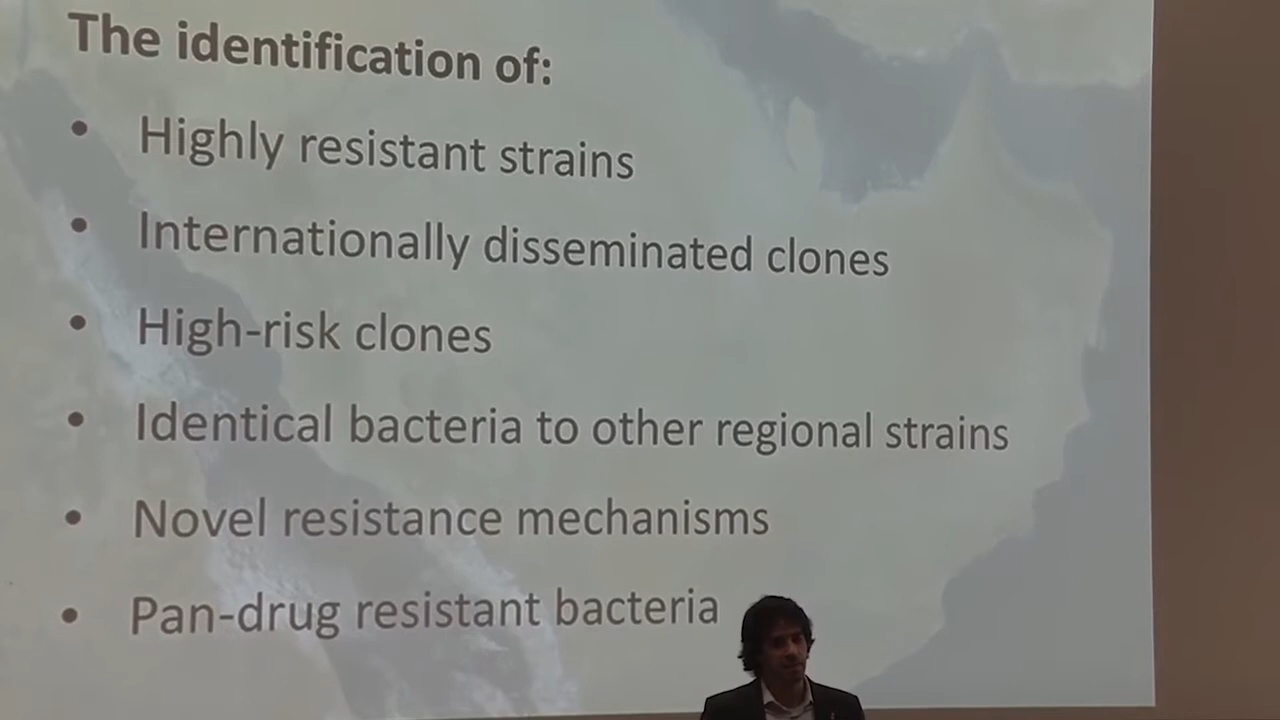 The identification of:
• Highly resistant strains
• Internationally disseminated clones
• High-risk clones
• Identical bacteria to other regional strains
• Novel resistance mechanisms
• Pan-drug resistant bacteria